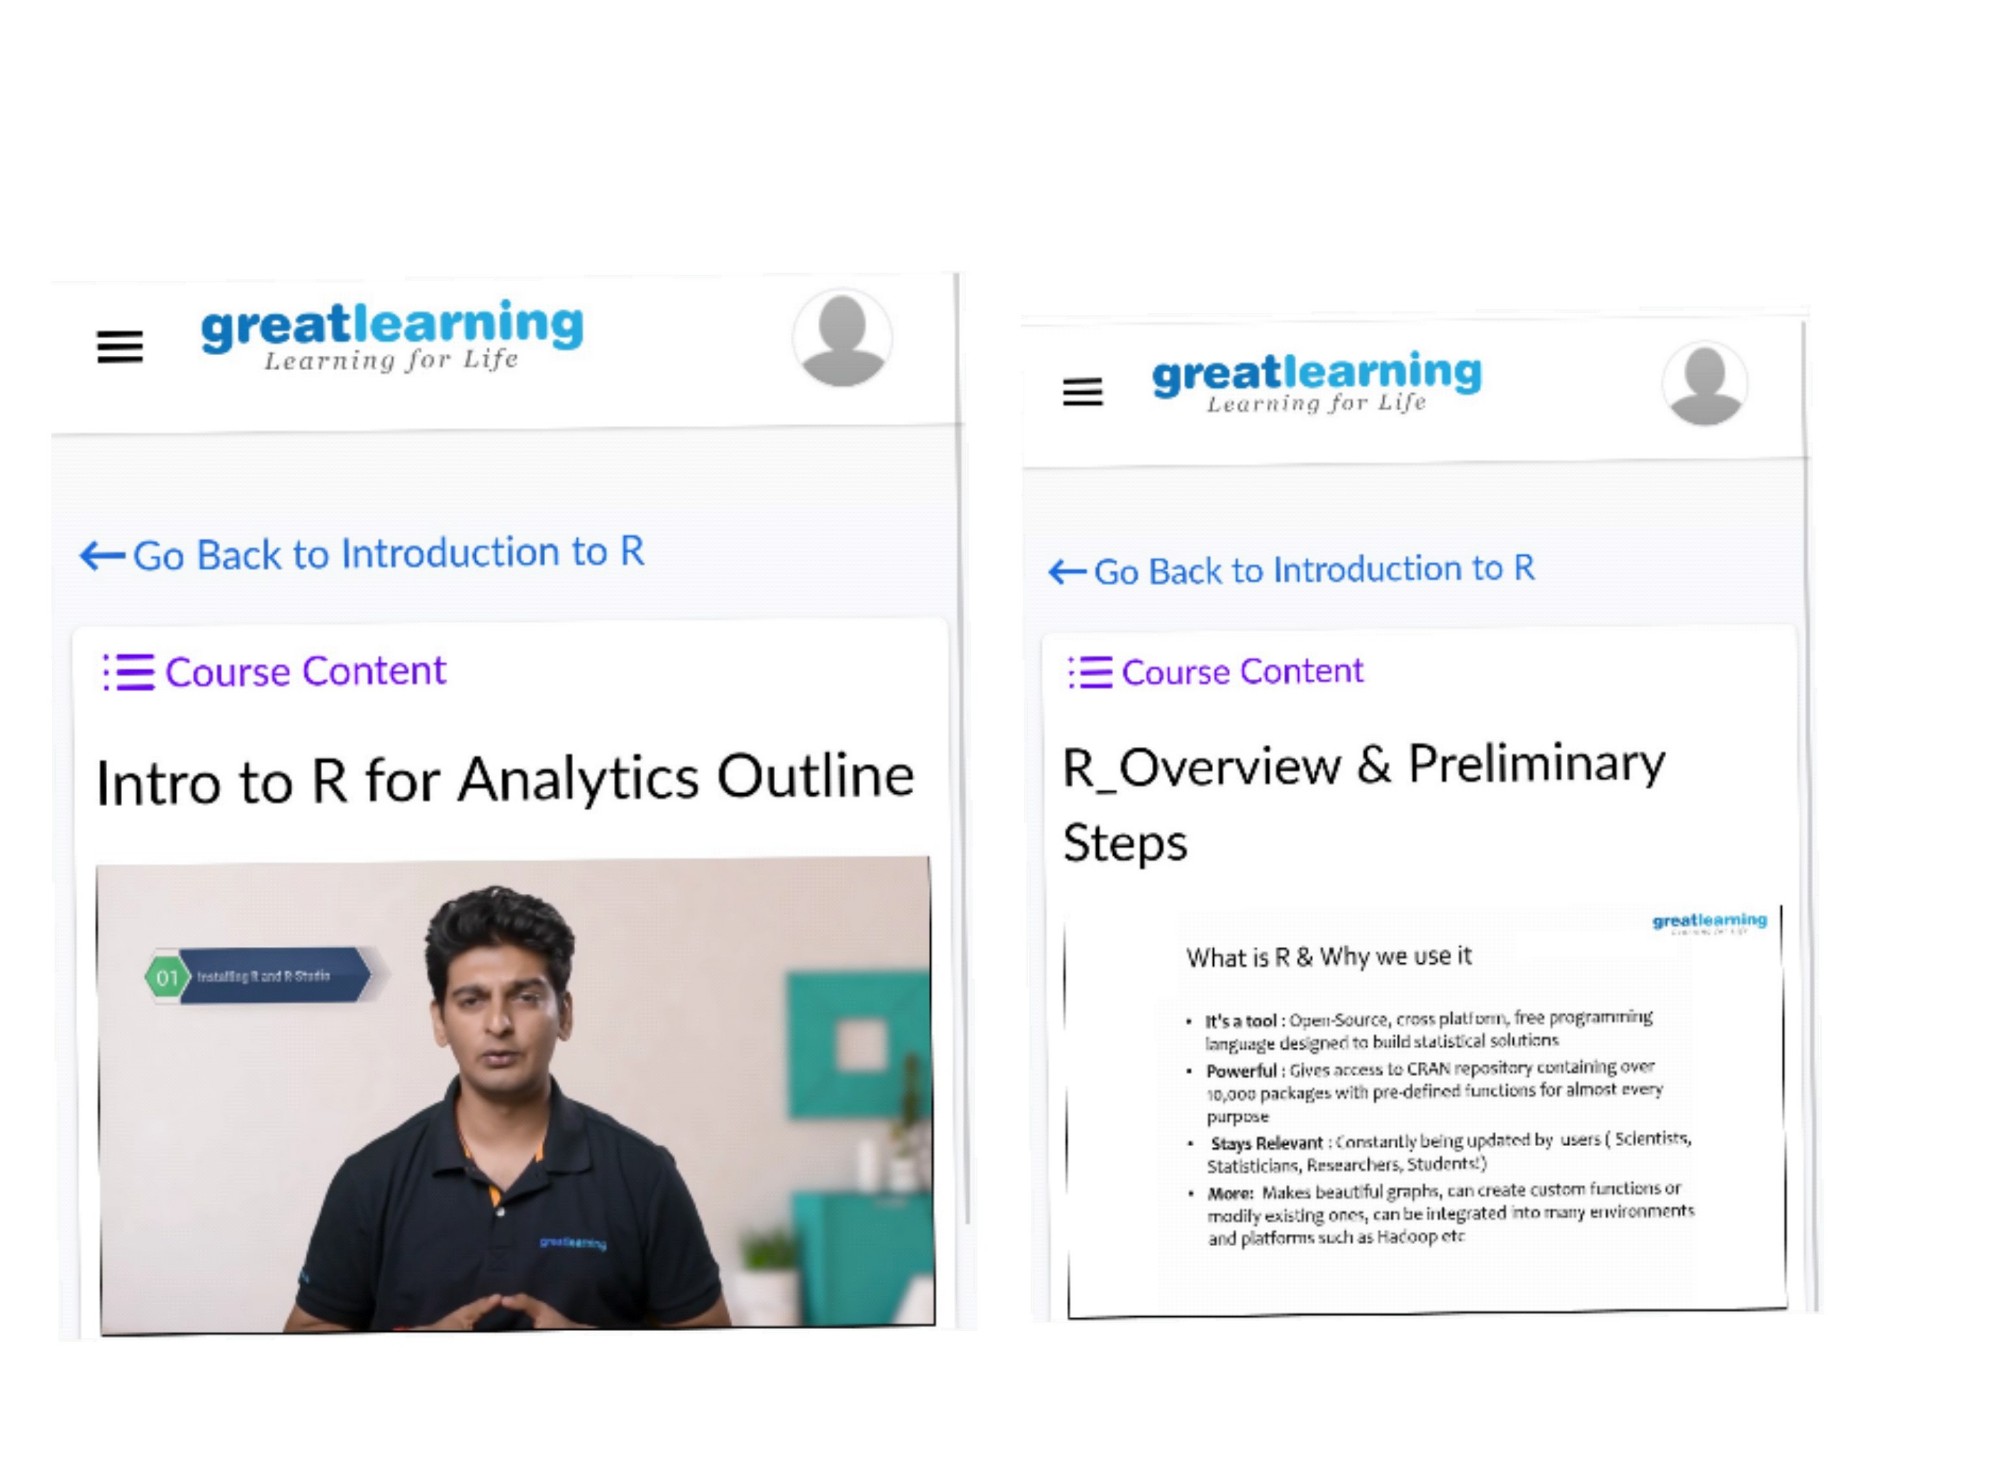 greatlearning
Learning for Life
Go Back to Introduction to R
Course Content
Intro to R for Analytics Outline
01 Installing R and R Studio
greatlearning
greatlearning
Learning for Life
Go Back to Introduction to R
Course Content
R_Overview & Preliminary
Steps
greatlearning
Learning for Life
What is R & Why we use it
• It's a tool : Open-Source, cross platform, free programming
language designed to build statistical solutions
• Powerful : Gives access to CRAN repository containing over
10,000 packages with pre-defined functions for almost every
purpose
• Stays Relevant : Constantly being updated by users ( Scientists,
Statisticians, Researchers, Students!)
• More: Makes beautiful graphs, can create custom functions or
modify existing ones, can be integrated into many environments
and platforms such as Hadoop etc